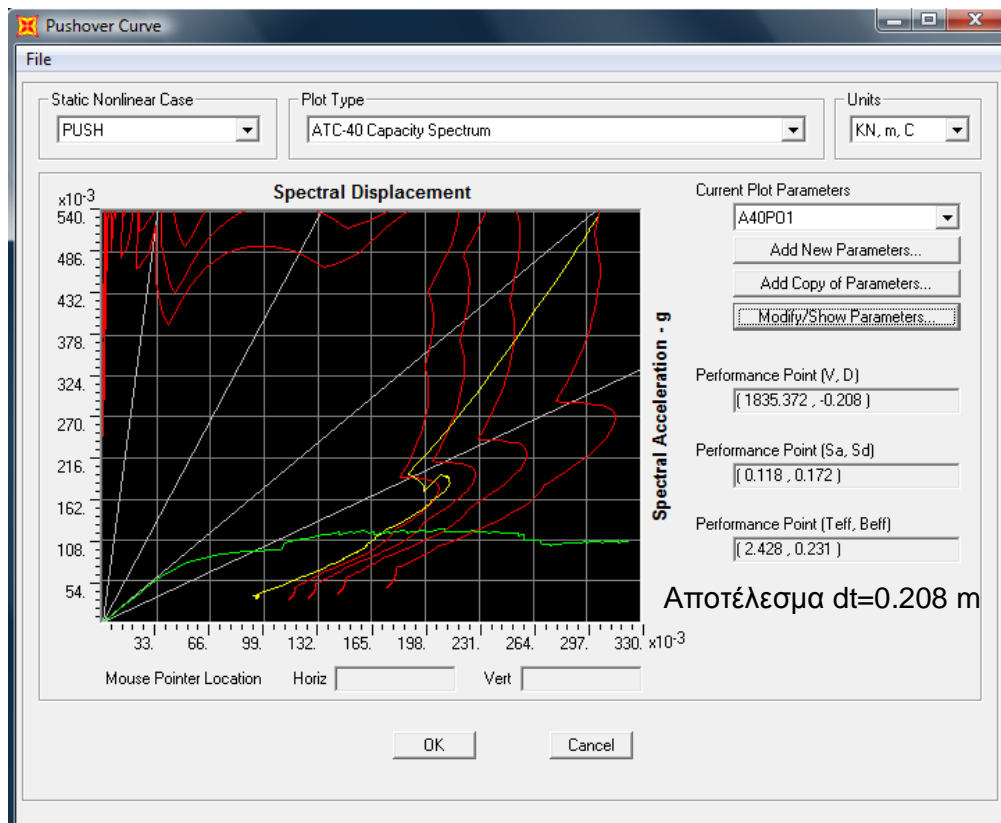 Pushover Curve
File
Static Nonlinear Case
PUSH
Plot Type
ATC-40 Capacity Spectrum
Units
KN, m, C
Spectral Displacement
x10-3
540.
486.
432.
378.
324.
270.
216.
162.
108.
54.
33. 66. 99. 132. 165. 198. 231. 264. 297. 330. x10-3
Spectral Acceleration - g
Mouse Pointer Location Horiz Vert
Current Plot Parameters
A40PO1
Add New Parameters...
Add Copy of Parameters...
Modify/Show Parameters...
Performance Point (V, D)
( 1835.372 , -0.208 )
Performance Point (Sa, Sd)
( 0.118 , 0.172 )
Performance Point (Teff, Beff)
( 2.428 , 0.231 )
Αποτέλεσμα dt=0.208 m
OK Cancel